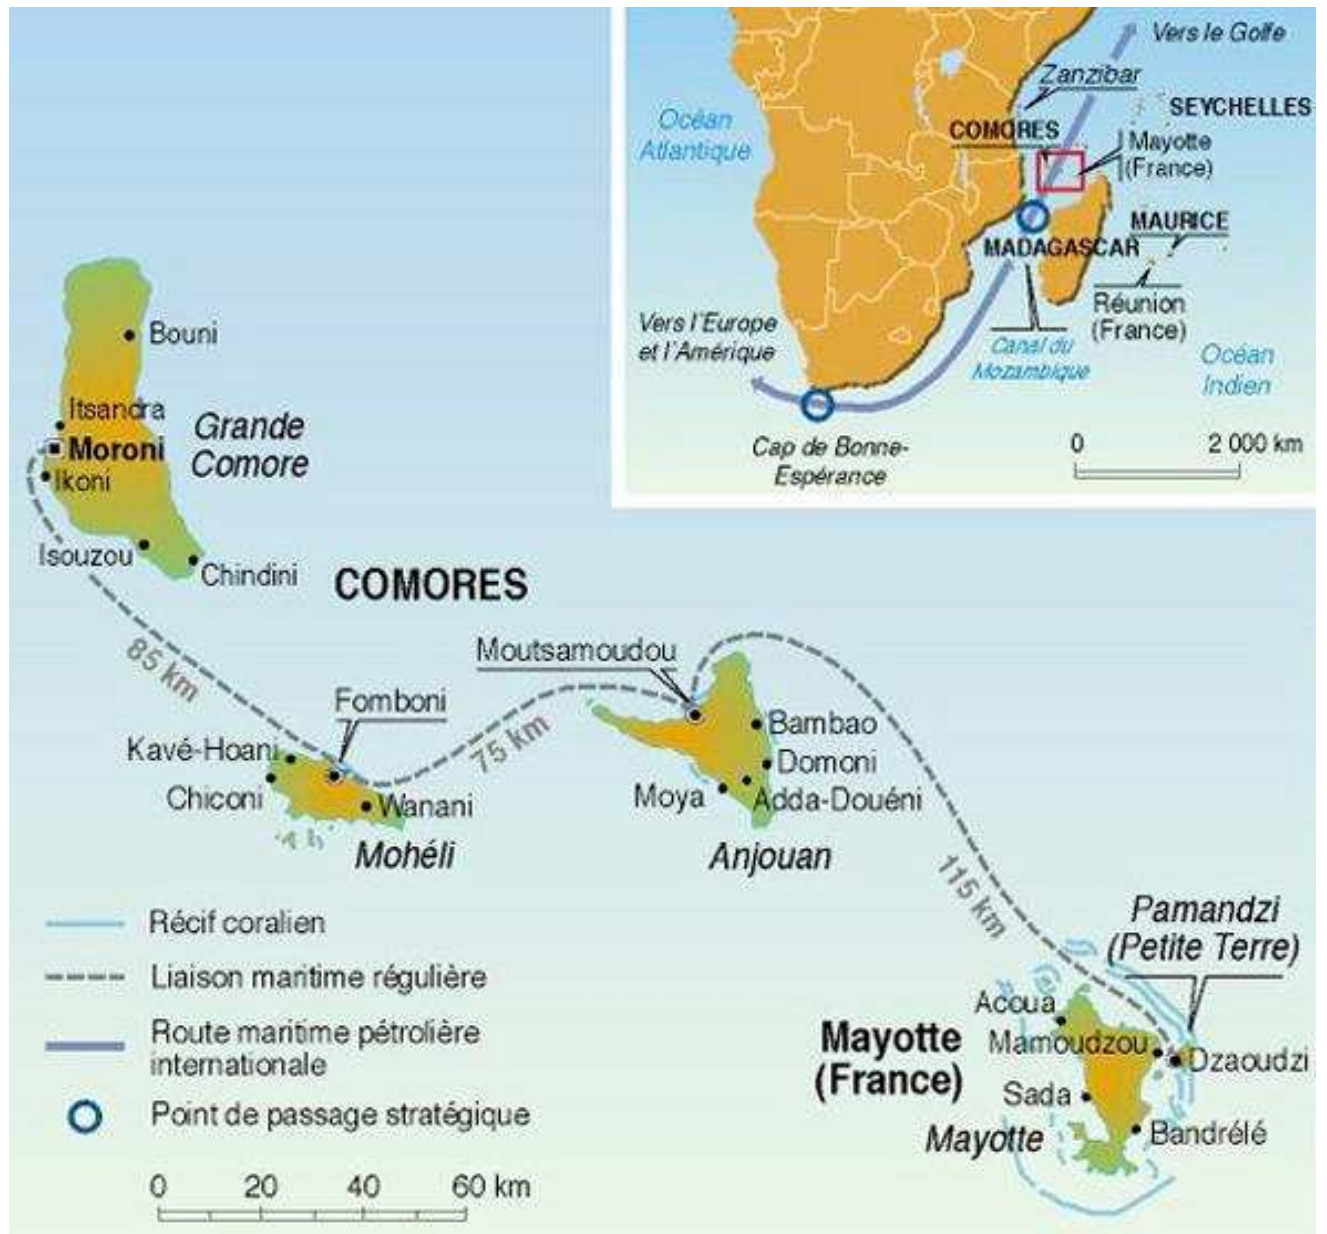 Vers le Golfe
Zanzibar
SEYCHELLES
Océan
Atlantique
COMORES
Mayotte
(France)
MAURICE
MADAGASCAR
Réunion
(France)
Vers l'Europe
et l'Amérique
Canal du
Mozambique
Océan
Indien
Cap de Bonne-
Espérance
0 2 000 km
Bouni
Itsandra
Moroni
Ikoni
Grande
Comore
Isouzou
Chindini
COMORES
85 km
Moutsamoudou
Fomboni
75 km
Kavé-Hoani
Chiconi
Wanani
Mohéli
Bambao
Domoni
Moya
Adda-Douéni
Anjouan
115 km
Pamandzi
(Petite Terre)
Acoua
Mamoudzou
Dzaoudzi
Mayotte
(France)
Sada
Mayotte
Bandrélé
Récif coralien
Liaison maritime régulière
Route maritime pétrolière
internationale
Point de passage stratégique
0 20 40 60 km